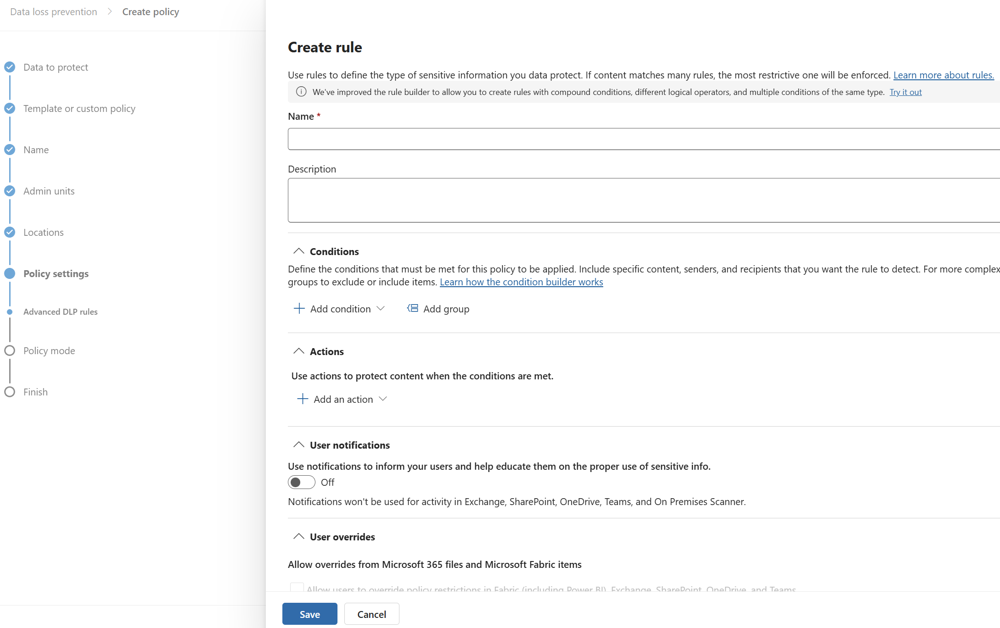 Data loss prevention > Create policy
Data to protect
Template or custom policy
Name
Admin units
Locations
Policy settings
Advanced DLP rules
Policy mode
Finish
Create rule
Use rules to define the type of sensitive information you data protect. If content matches many rules, the most restrictive one will be enforced. Learn more about rules.
We've improved the rule builder to allow you to create rules with compound conditions, different logical operators, and multiple conditions of the same type. Try it out
Name *
Description
Conditions
Define the conditions that must be met for this policy to be applied. Include specific content, senders, and recipients that you want the rule to detect. For more complex
groups to exclude or include items. Learn how the condition builder works
Add condition
Add group
Actions
Use actions to protect content when the conditions are met.
Add an action
User notifications
Use notifications to inform your users and help educate them on the proper use of sensitive info.
Off
Notifications won't be used for activity in Exchange, SharePoint, OneDrive, Teams, and On Premises Scanner.
User overrides
Allow overrides from Microsoft 365 files and Microsoft Fabric items
Allow users to override policy restrictions in Fabric (including Power BI), Exchange, SharePoint, OneDrive, and Teams
Save
Cancel